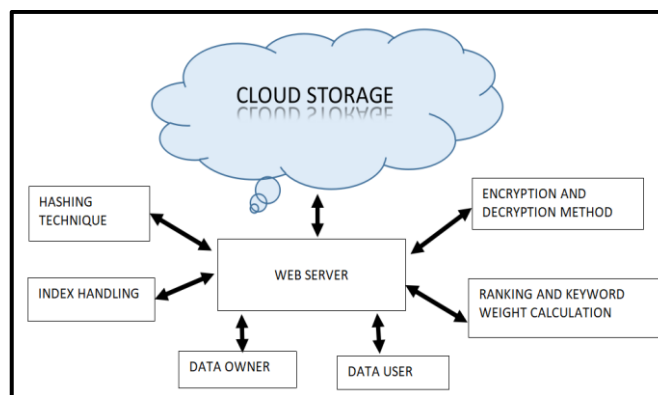 CLOUD STORAGE
HASHING
TECHNIQUE
ENCRYPTION AND
DECRYPTION METHOD
WEB SERVER
INDEX HANDLING
RANKING AND KEYWORD
WEIGHT CALCULATION
DATA OWNER
DATA USER